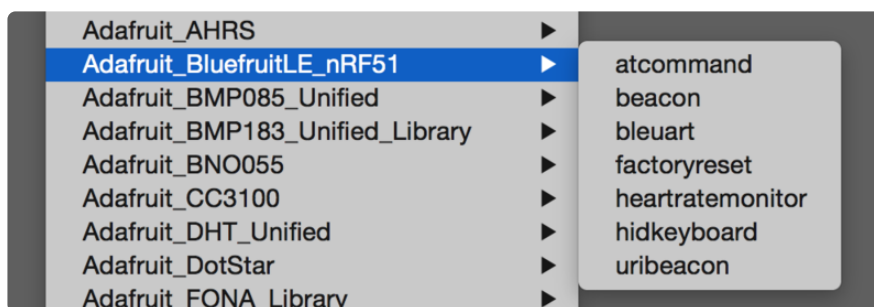 Adafruit_AHRS
Adafruit_BluefruitLE_nRF51
Adafruit_BMP085_Unified
Adafruit_BMP183_Unified_Library
Adafruit_BNO055
Adafruit_CC3100
Adafruit_DHT_Unified
Adafruit_DotStar
Adafruit_FONA_Library
atcommand
beacon
bleuart
factoryreset
heartratemonitor
hidkeyboard
uribeacon